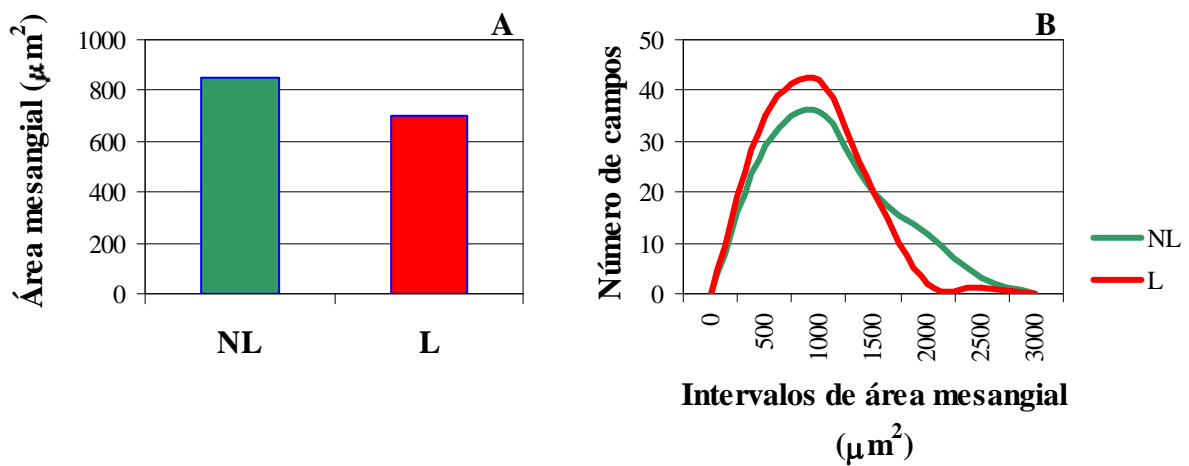 A
Área mesangial (μm²)
1000
800
600
400
200
0
NL
L
B
Número de campos
50
40
30
20
10
0
0
500
1000
1500
2000
2500
3000
Intervalos de área mesangial
(μm²)
NL
L